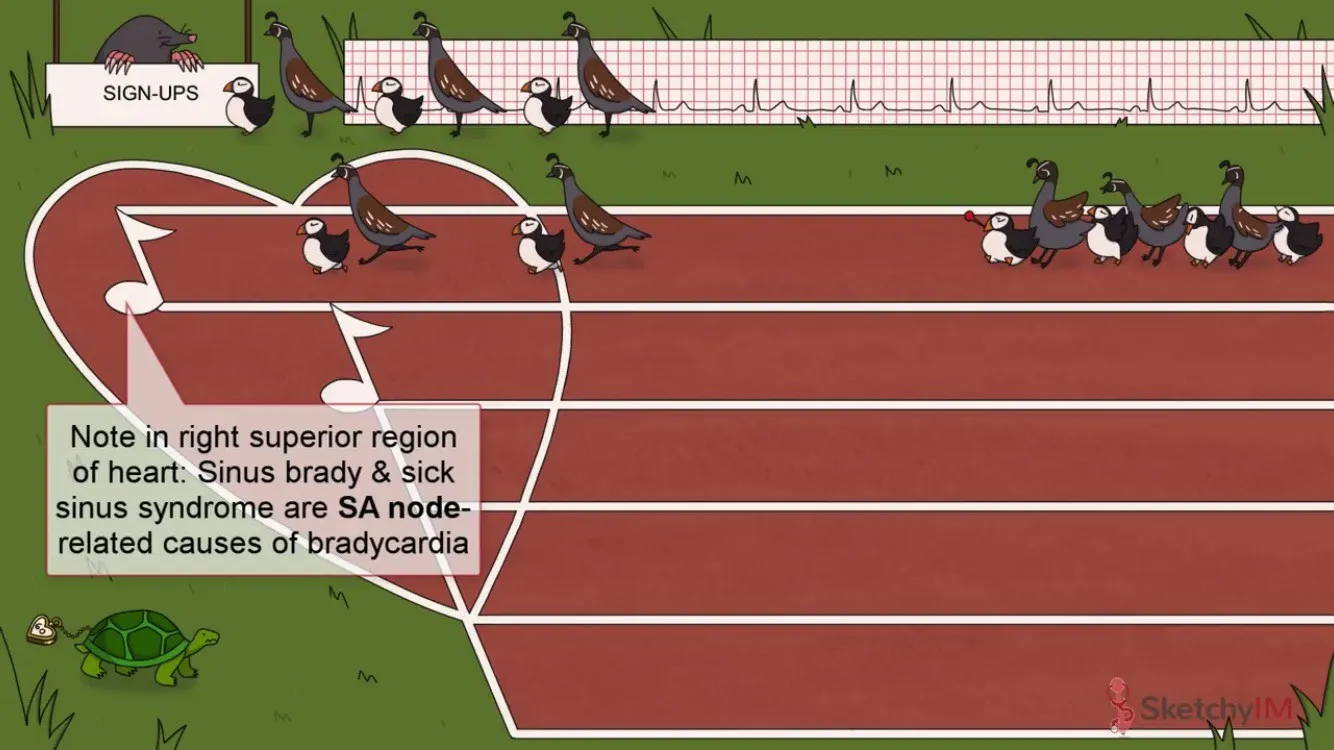 SIGN-UPS
Note in right superior region
of heart: Sinus brady & sick
sinus syndrome are SA node-
related causes of bradycardia
SketchyIM